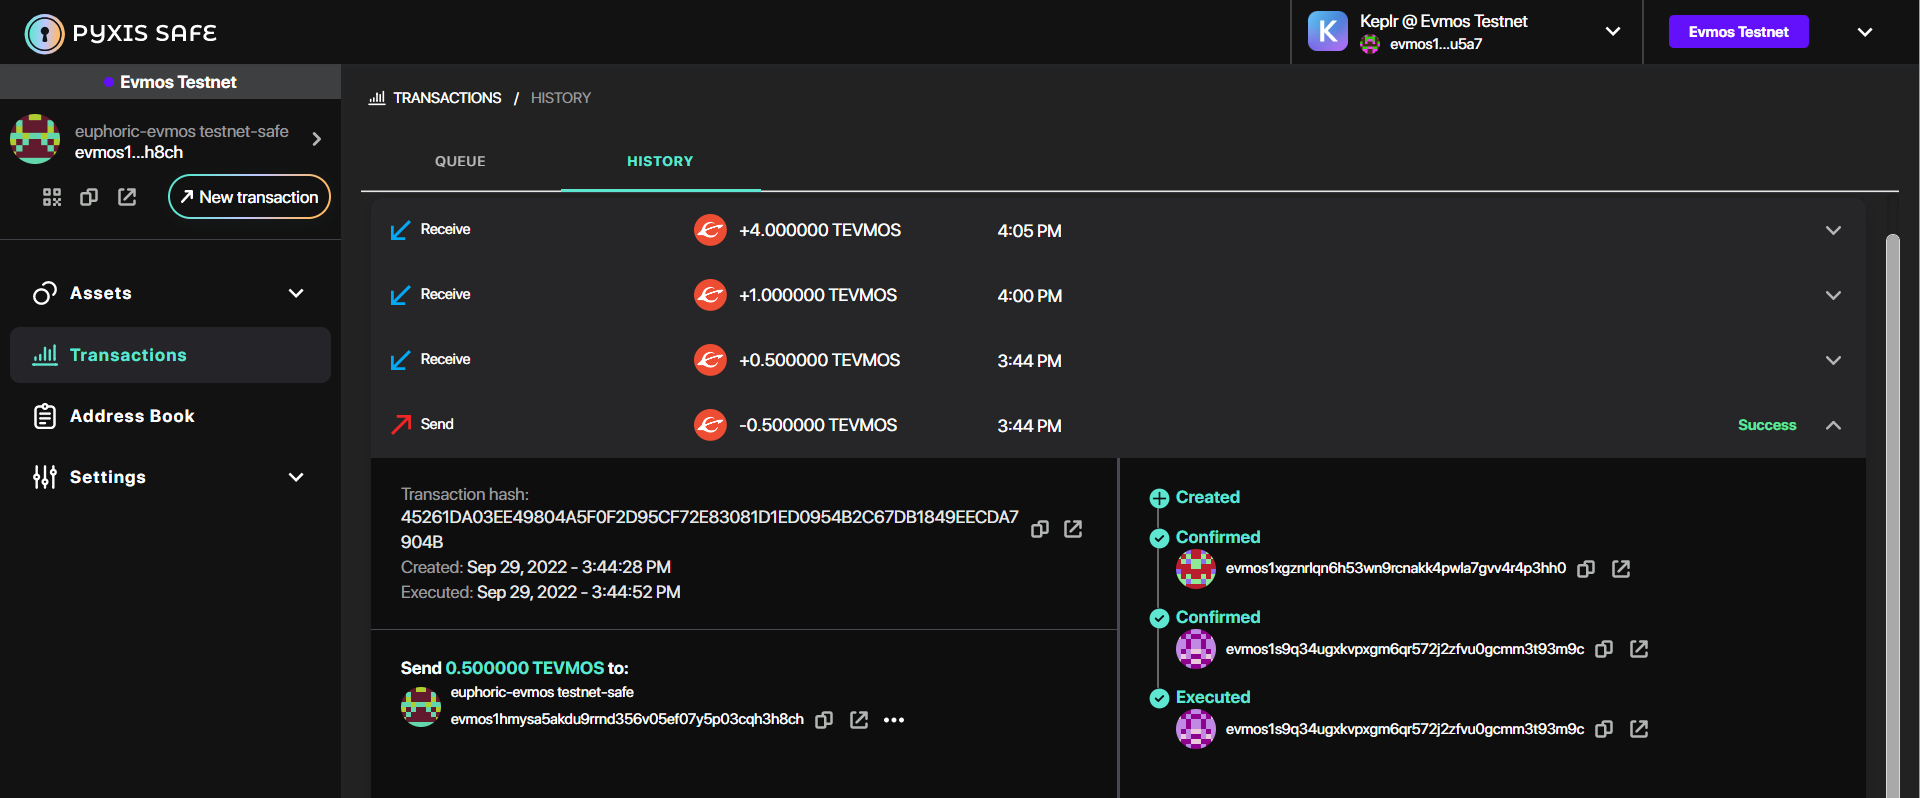 PYXIS SAFE
K
Keplr @ Evmos Testnet
evmos1...u5a7
Evmos Testnet
Evmos Testnet
euphoric-evmos testnet-safe
evmos1...h8ch
New transaction
Assets
Transactions
Address Book
Settings
TRANSACTIONS / HISTORY
QUEUE HISTORY
Receive +4.000000 TEVMOS 4:05 PM
Receive +1.000000 TEVMOS 4:00 PM
Receive +0.500000 TEVMOS 3:44 PM
Send -0.500000 TEVMOS 3:44 PM Success
Transaction hash:
45261DA03EE49804A5F0F2D95CF72E83081D1ED0954B2C67DB1849EECDA7
904B
Created: Sep 29, 2022 - 3:44:28 PM
Executed: Sep 29, 2022 - 3:44:52 PM
Send 0.500000 TEVMOS to:
euphoric-evmos testnet-safe
evmos1hmysa5akdu9rrnd356v05ef07y5p03cqh3h8ch
Created
Confirmed
evmos1xgznrlqn6h53wn9rcnakk4pwla7gvv4r4p3hh0
Confirmed
evmos1s9q34ugxkvpxgm6qr572j2zfvu0gcmm3t93m9c
Executed
evmos1s9q34ugxkvpxgm6qr572j2zfvu0gcmm3t93m9c